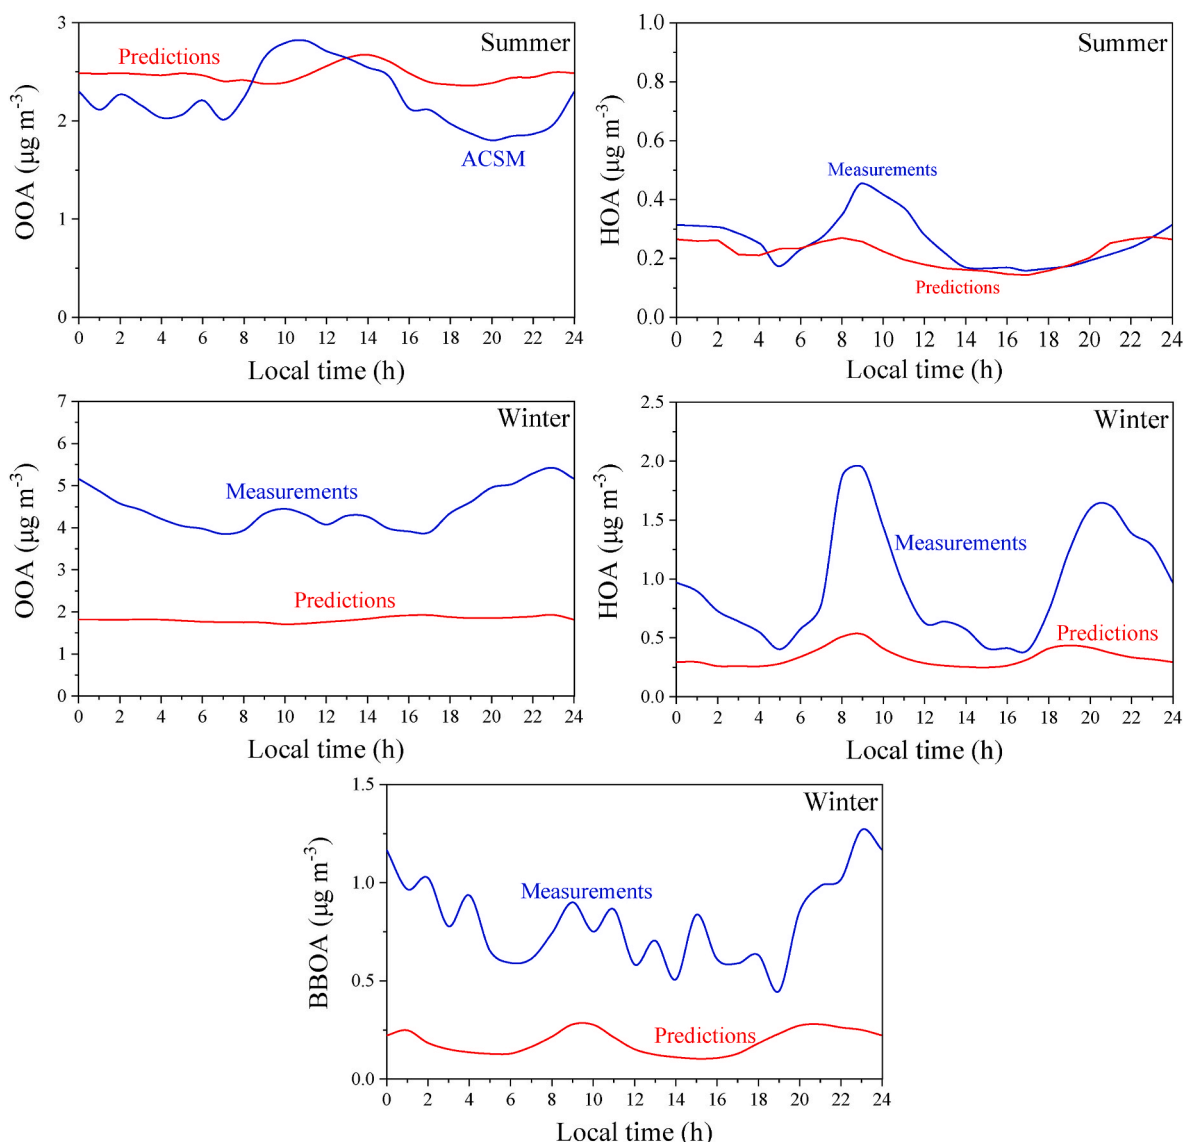 3
2
1
0
OOA (µg m⁻³)
Summer
Predictions
ACSM
0 2 4 6 8 10 12 14 16 18 20 22 24
Local time (h)
1.0
0.8
0.6
0.4
0.2
0.0
HOA (µg m⁻³)
Summer
Measurements
Predictions
0 2 4 6 8 10 12 14 16 18 20 22 24
Local time (h)
7
6
5
4
3
2
1
0
OOA (µg m⁻³)
Winter
Measurements
Predictions
0 2 4 6 8 10 12 14 16 18 20 22 24
Local time (h)
2.5
2.0
1.5
1.0
0.5
0.0
HOA (µg m⁻³)
Winter
Measurements
Predictions
0 2 4 6 8 10 12 14 16 18 20 22 24
Local time (h)
1.5
1.0
0.5
0.0
BBOA (µg m⁻³)
Winter
Measurements
Predictions
0 2 4 6 8 10 12 14 16 18 20 22 24
Local time (h)